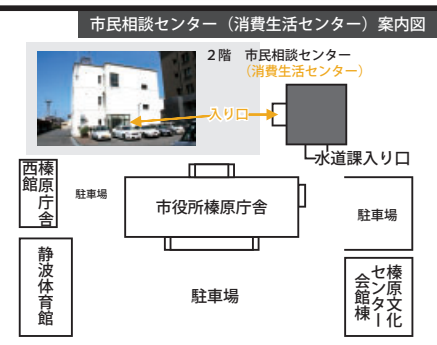 市民相談センター（消費生活センター）案内図
２階　市民相談センター
（消費生活センター）
入り口
水道課入り口
榛原庁舎
西館
駐車場
市役所榛原庁舎
駐車場
静波体育館
駐車場
榛原文化
センター
会館棟